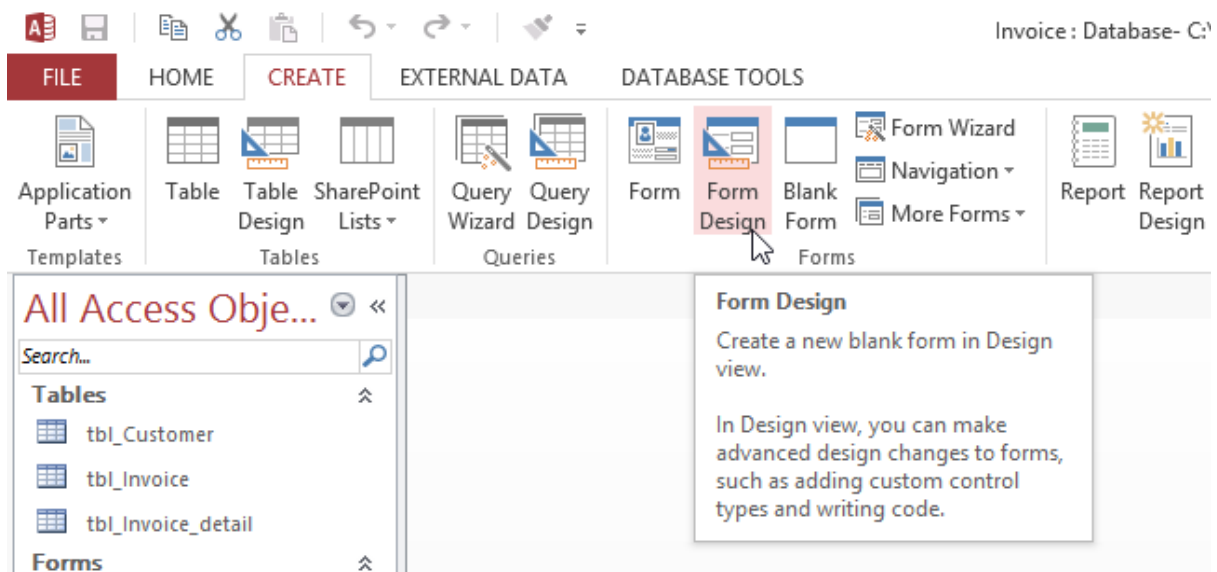 Invoice : Database- C:\
FILE HOME CREATE EXTERNAL DATA DATABASE TOOLS
Application Parts
Table
Table Design
SharePoint Lists
Query Wizard
Query Design
Form
Form Design
Blank Form
Form Wizard
Navigation
More Forms
Report
Report Design
Templates
Tables
Queries
Forms
All Access Obje...
Search...
Tables
tbl_Customer
tbl_Invoice
tbl_Invoice_detail
Forms
Form Design
Create a new blank form in Design
view.
In Design view, you can make
advanced design changes to forms,
such as adding custom control
types and writing code.